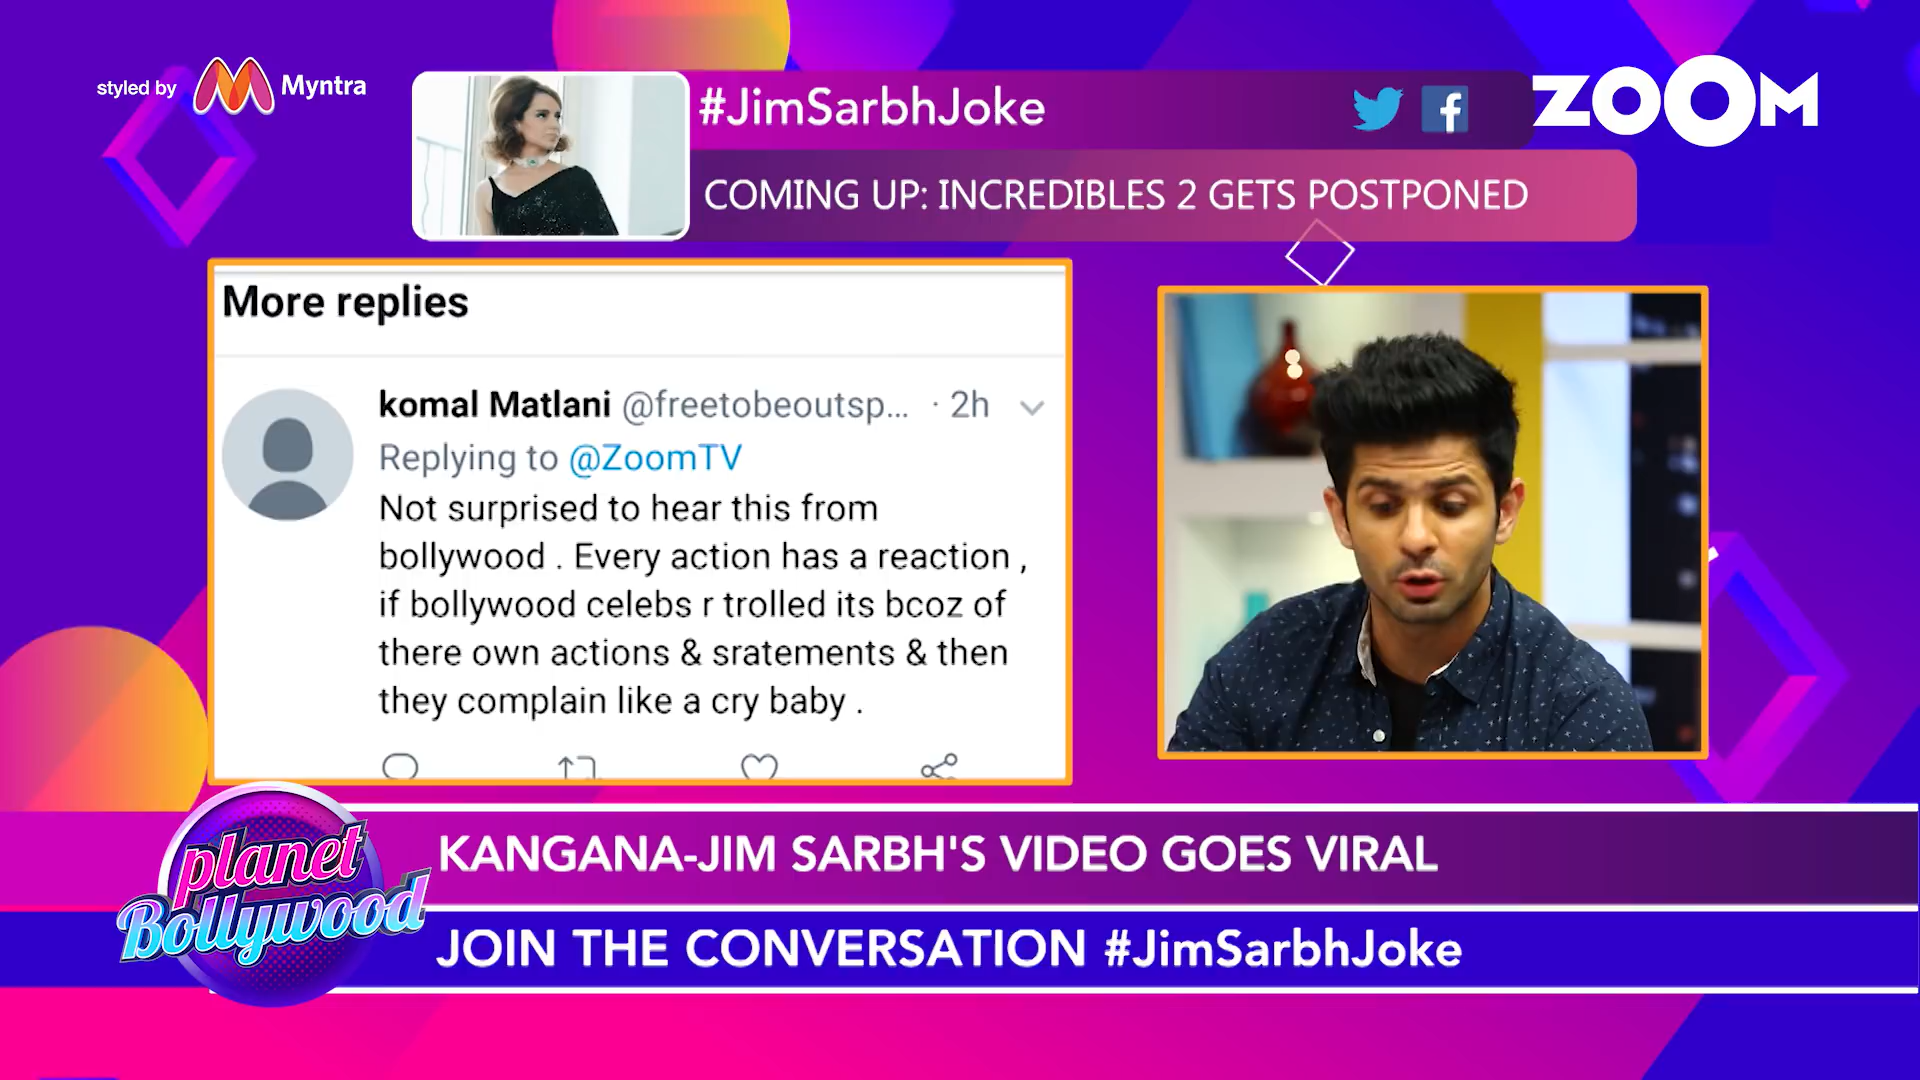 styled by Myntra
#JimSarbhJoke
f
ZOOM
COMING UP: INCREDIBLES 2 GETS POSTPONED
More replies
komal Matlani @freetobeoutsp... · 2h
Replying to @ZoomTV
Not surprised to hear this from
bollywood . Every action has a reaction ,
if bollywood celebs r trolled its bcoz of
there own actions & sratements & then
they complain like a cry baby .
planet
Bollywood
KANGANA-JIM SARBH'S VIDEO GOES VIRAL
JOIN THE CONVERSATION #JimSarbhJoke